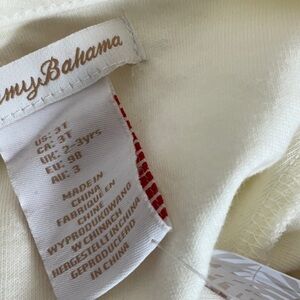 myBahama
US: 3T
CA: 3T
UK: 2-3yrs
EU: 98
AU: 3
MADE IN
CHINA
FABRIQUÉ EN
CHINE
WYPRODUKOWANO
W CHINACH
HERGESTELLT IN CHINA
GEPRODUCEERD
IN CHINA